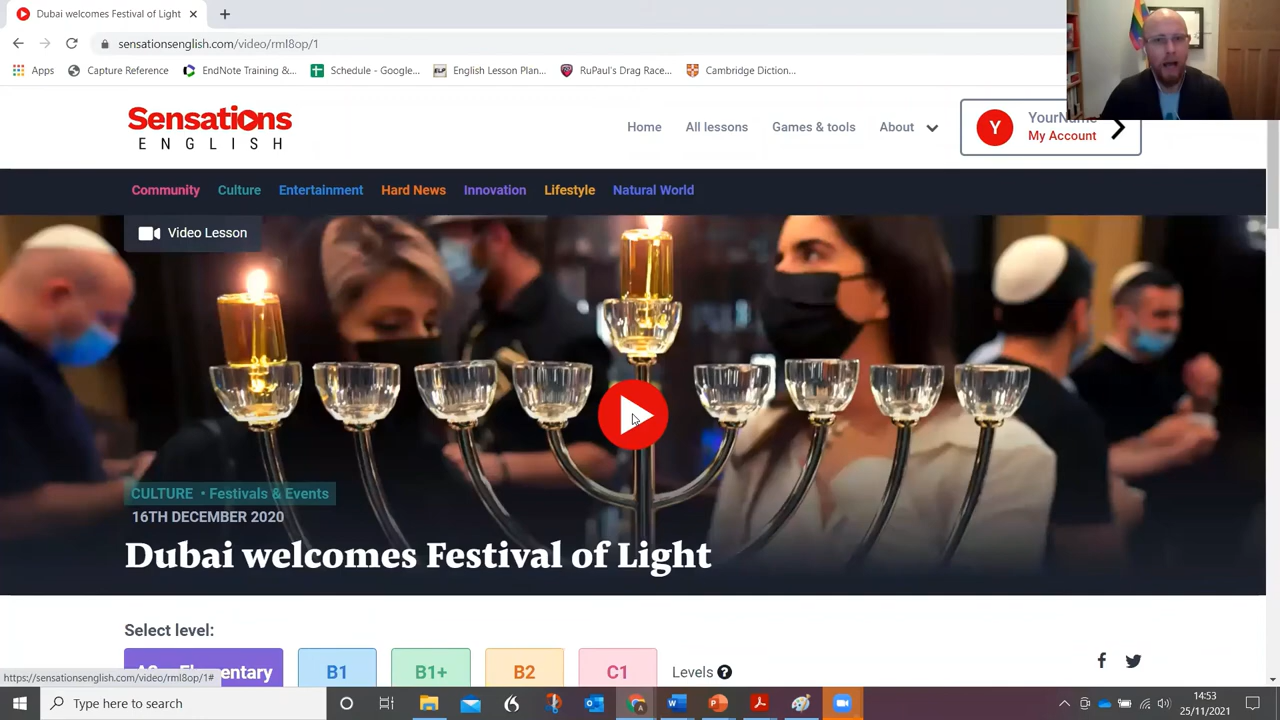 Dubai welcomes Festival of Light
sensationsenglish.com/video/rml8op/1
Apps
Capture Reference
EndNote Training &...
Schedule - Google...
English Lesson Plan...
RuPaul's Drag Race...
Cambridge Diction...
Sensations
ENGLISH
Home
All lessons
Games & tools
About
Y
YourName
My Account
Community
Culture
Entertainment
Hard News
Innovation
Lifestyle
Natural World
Video Lesson
CULTURE • Festivals & Events
16TH DECEMBER 2020
Dubai welcomes Festival of Light
Select level:
B1
B1+
B2
C1
Levels ?
https://sensationsenglish.com/video/rml8op/1#
Type here to search
14:53
25/11/2021